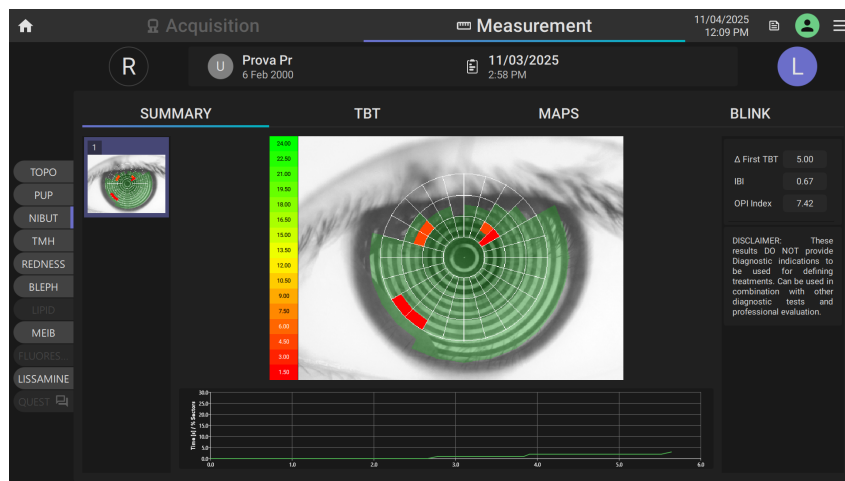 Acquisition
Measurement
11/04/2025
12:09 PM
R
U
Prova Pr
6 Feb 2000
11/03/2025
2:58 PM
L
SUMMARY
TBT
MAPS
BLINK
TOPO
PUP
NIBUT
TMH
REDNESS
BLEPH
LIPID
MEIB
FLUORES...
LISSAMINE
QUEST
1
24.00
22.50
21.00
19.50
18.00
16.50
15.00
13.50
12.00
10.50
9.00
7.50
6.00
4.50
3.00
1.50
Δ First TBT 5.00
IBI 0.67
OPI Index 7.42
DISCLAIMER: These
results DO NOT provide
Diagnostic indications to
be used for defining
treatments. Can be used in
combination with other
diagnostic tests and
professional evaluation.
Time [s] / % Sectors
30.0
25.0
20.0
15.0
10.0
5.0
0.0
0.0 1.0 2.0 3.0 4.0 5.0 6.0